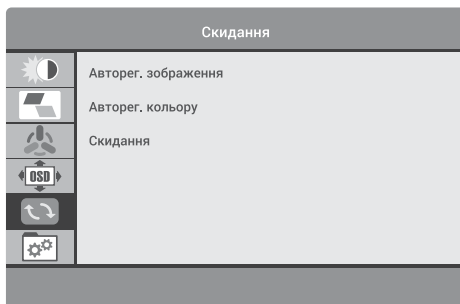 Скидання
Авторег. зображення
Авторег. кольору
Скидання
OSD